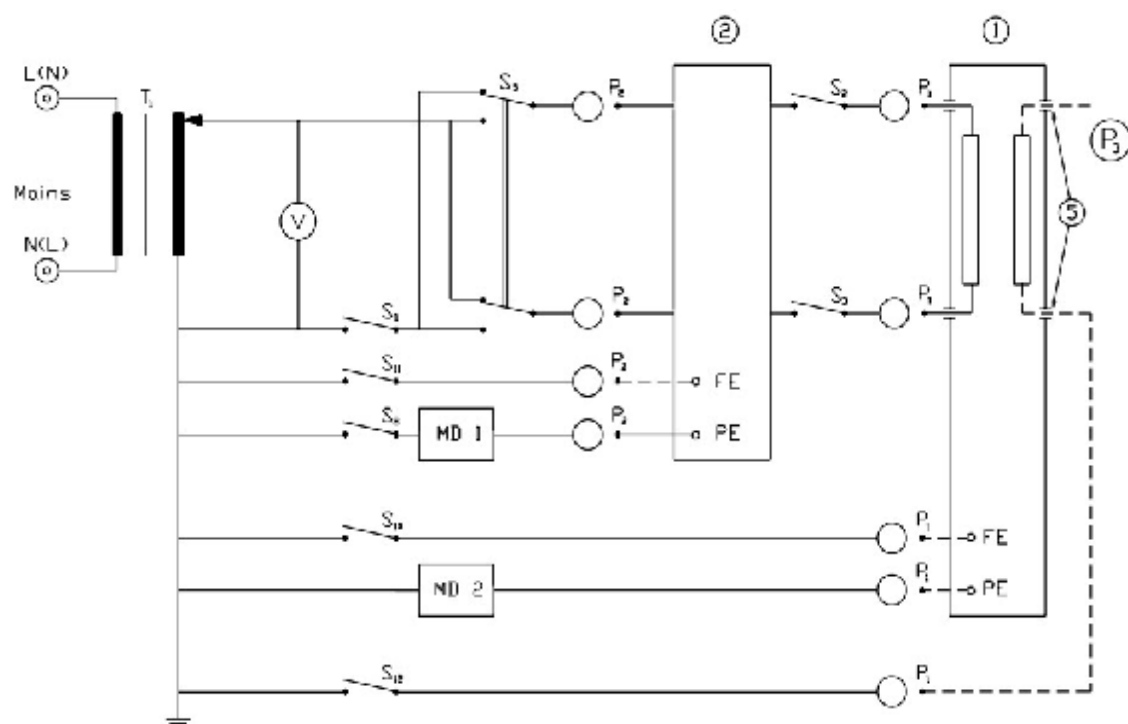 ② ①
L(N) T₁ S₅ P₂ S₂ P₁
P₃
Mains V ⑤
N(L)
S₁ P₂ S₃ P₁
S₁₁ P₂ FE
S₈ MD 1 P₂ PE
S₁₀ P₁ FE
MD 2 P₁ PE
S₁₂ P₁